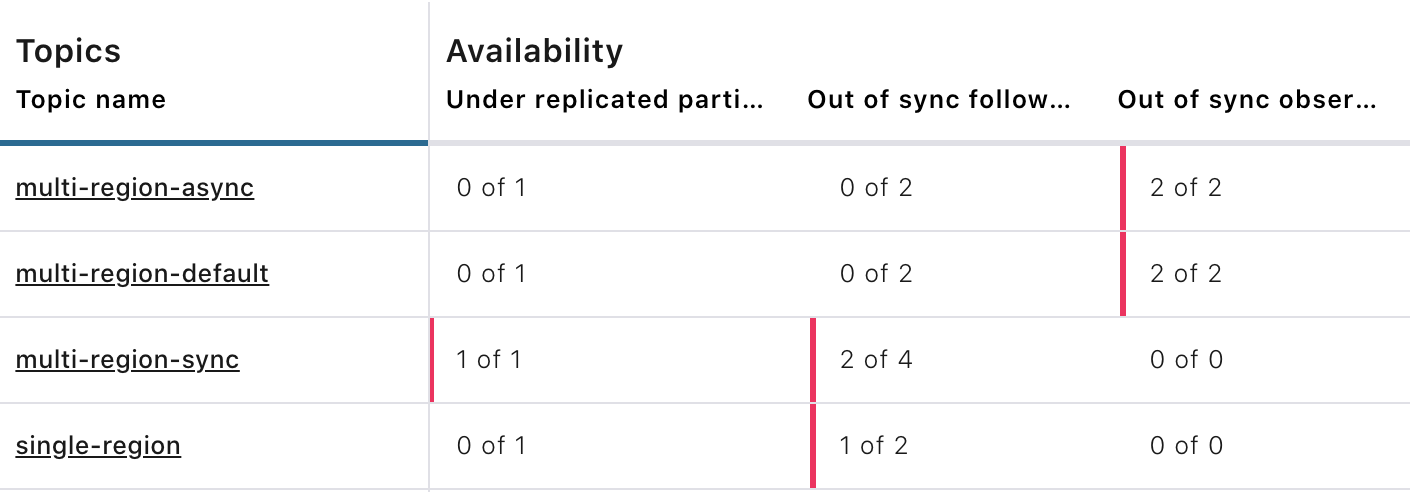 Topics Availability
Topic name Under replicated parti... Out of sync follow... Out of sync obser...
multi-region-async 0 of 1 0 of 2 2 of 2
multi-region-default 0 of 1 0 of 2 2 of 2
multi-region-sync 1 of 1 2 of 4 0 of 0
single-region 0 of 1 1 of 2 0 of 0